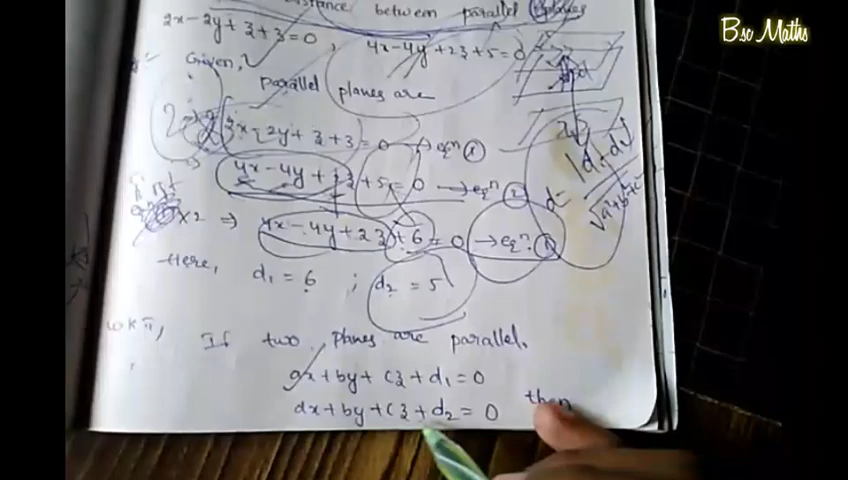 Bsc Maths
distance between parallel planes
2x-2y+z+3=0 , 4x-4y+2z+5=0
Given,
parallel planes are
2x-2y+z+3=0 → eqⁿ ①
4x-4y+2z+5=0 → eqⁿ ②
×2 ⇒ 4x-4y+2z+6=0 → eqⁿ. ①
d=|d₁-d₂|/√a²+b²+c²
Here, d₁=6 ; d₂=5
WKT, If two planes are parallel.
ax+by+cz+d₁=0
ax+by+cz+d₂=0 then